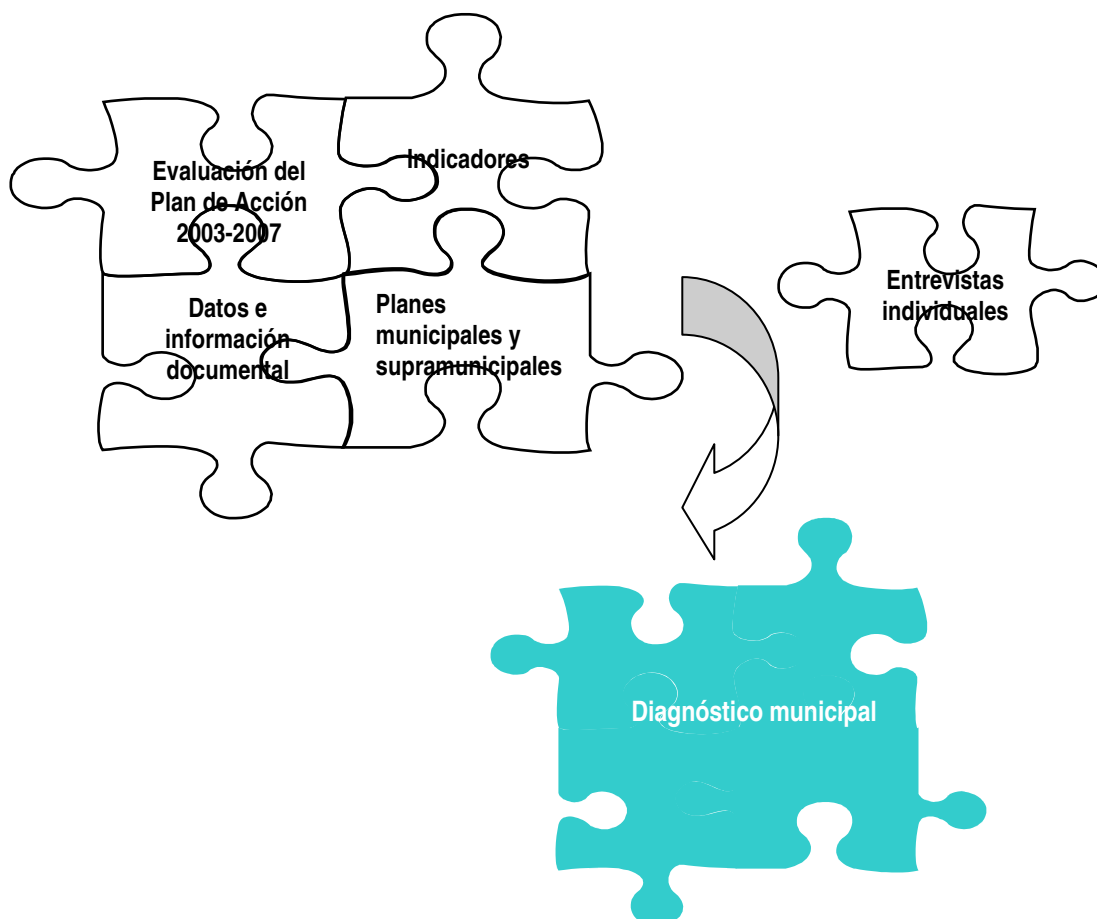 Evaluación del
Plan de Acción
2003-2007
Indicadores
Datos e
información
documental
Planes
municipales y
supramunicipales
Entrevistas
individuales
Diagnóstico municipal